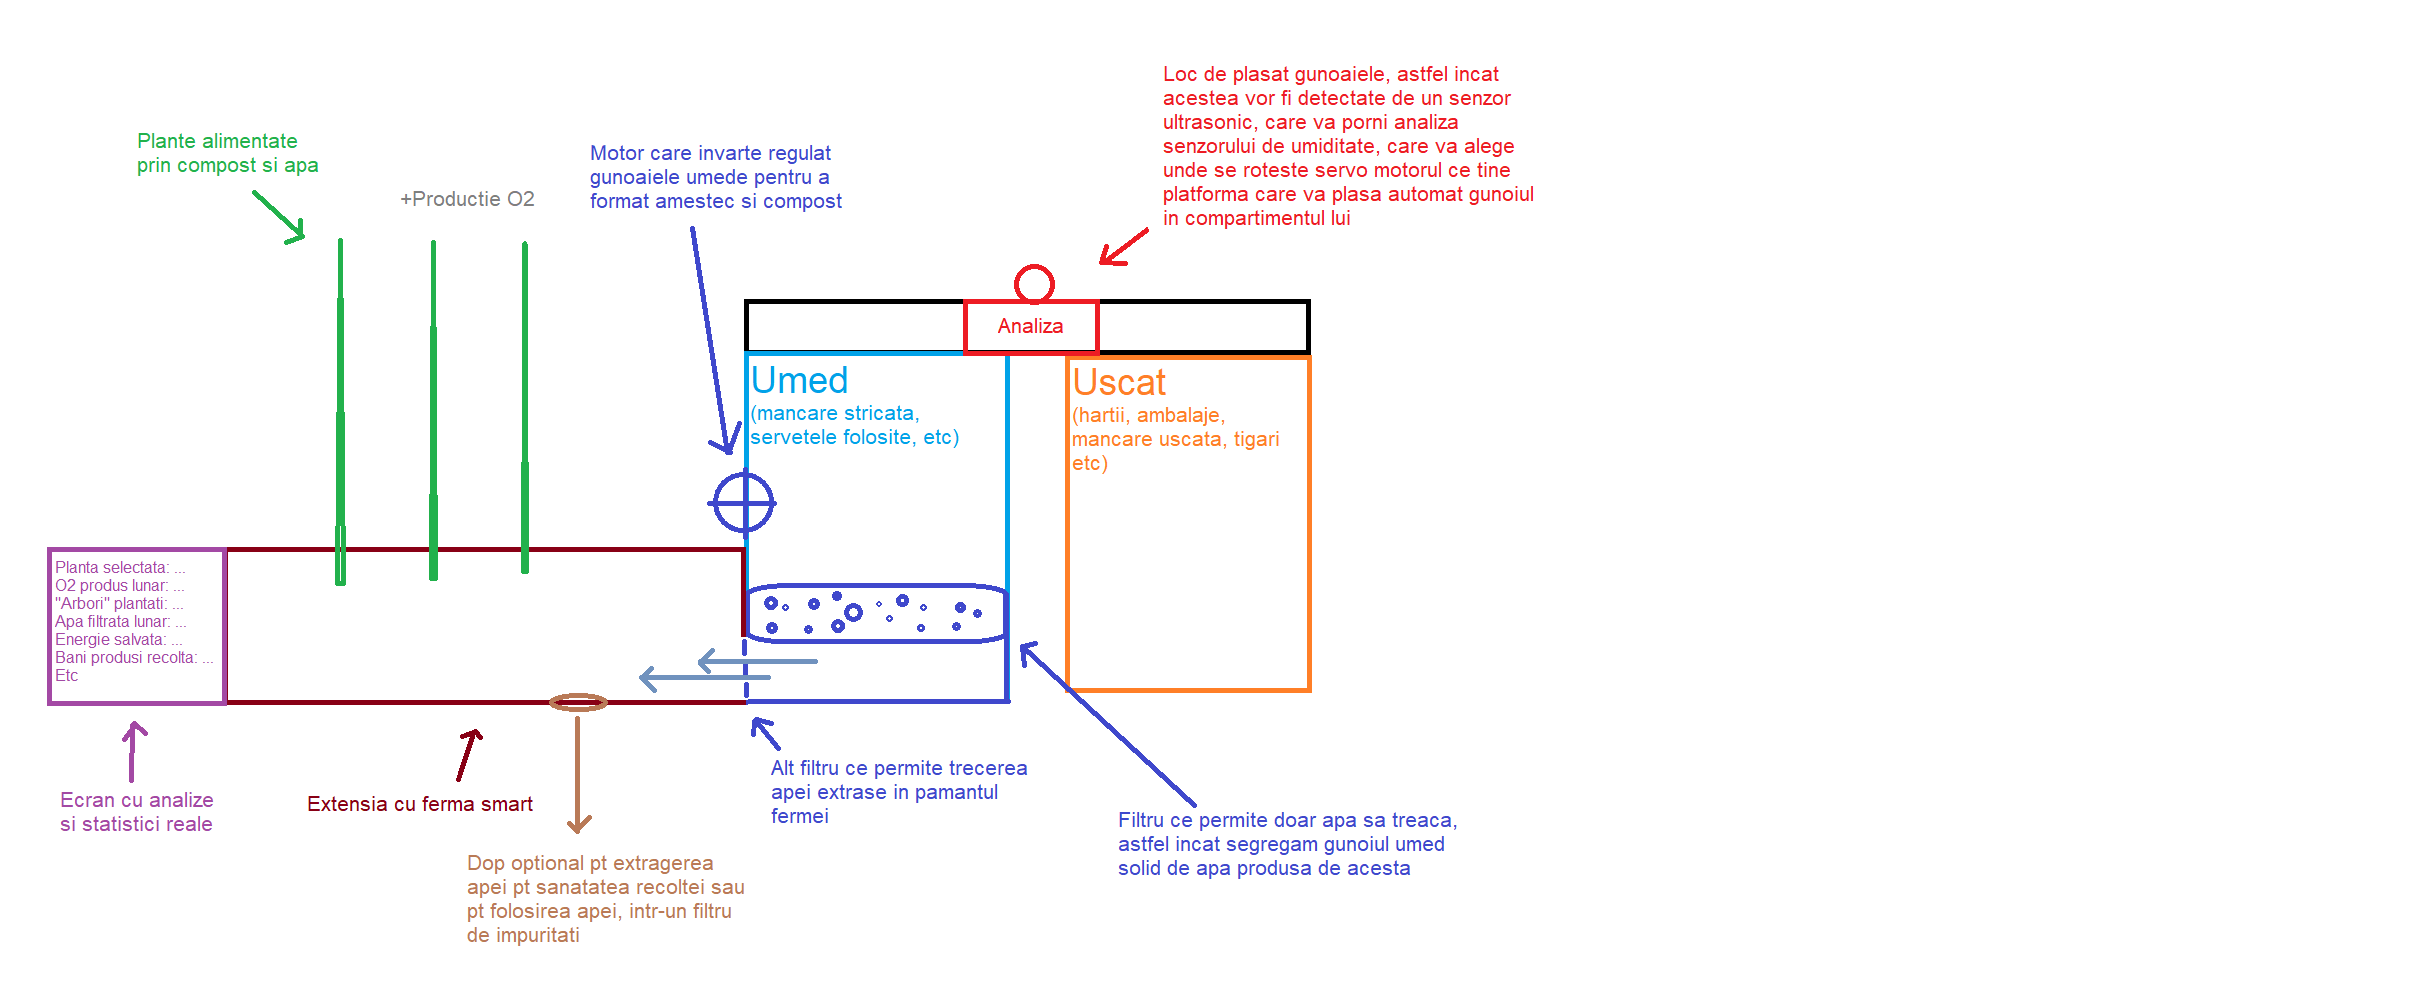 Loc de plasat gunoaiele, astfel incat
acestea vor fi detectate de un senzor
ultrasonic, care va porni analiza
senzorului de umiditate, care va alege
unde se roteste servo motorul ce tine
platforma care va plasa automat gunoiul
in compartimentul lui
Plante alimentate
prin compost si apa
+Productie O2
Motor care invarte regulat
gunoaiele umede pentru a
format amestec si compost
Analiza
Umed
(mancare stricata,
servetele folosite, etc)
Uscat
(hartii, ambalaje,
mancare uscata, tigari
etc)
Planta selectata: ...
O2 produs lunar: ...
"Arbori" plantati: ...
Apa filtrata lunar: ...
Energie salvata: ...
Bani produsi recolta: ...
Etc
Ecran cu analize
si statistici reale
Extensia cu ferma smart
Dop optional pt extragerea
apei pt sanatatea recoltei sau
pt folosirea apei, intr-un filtru
de impuritati
Alt filtru ce permite trecerea
apei extrase in pamantul
fermei
Filtru ce permite doar apa sa treaca,
astfel incat segregam gunoiul umed
solid de apa produsa de acesta